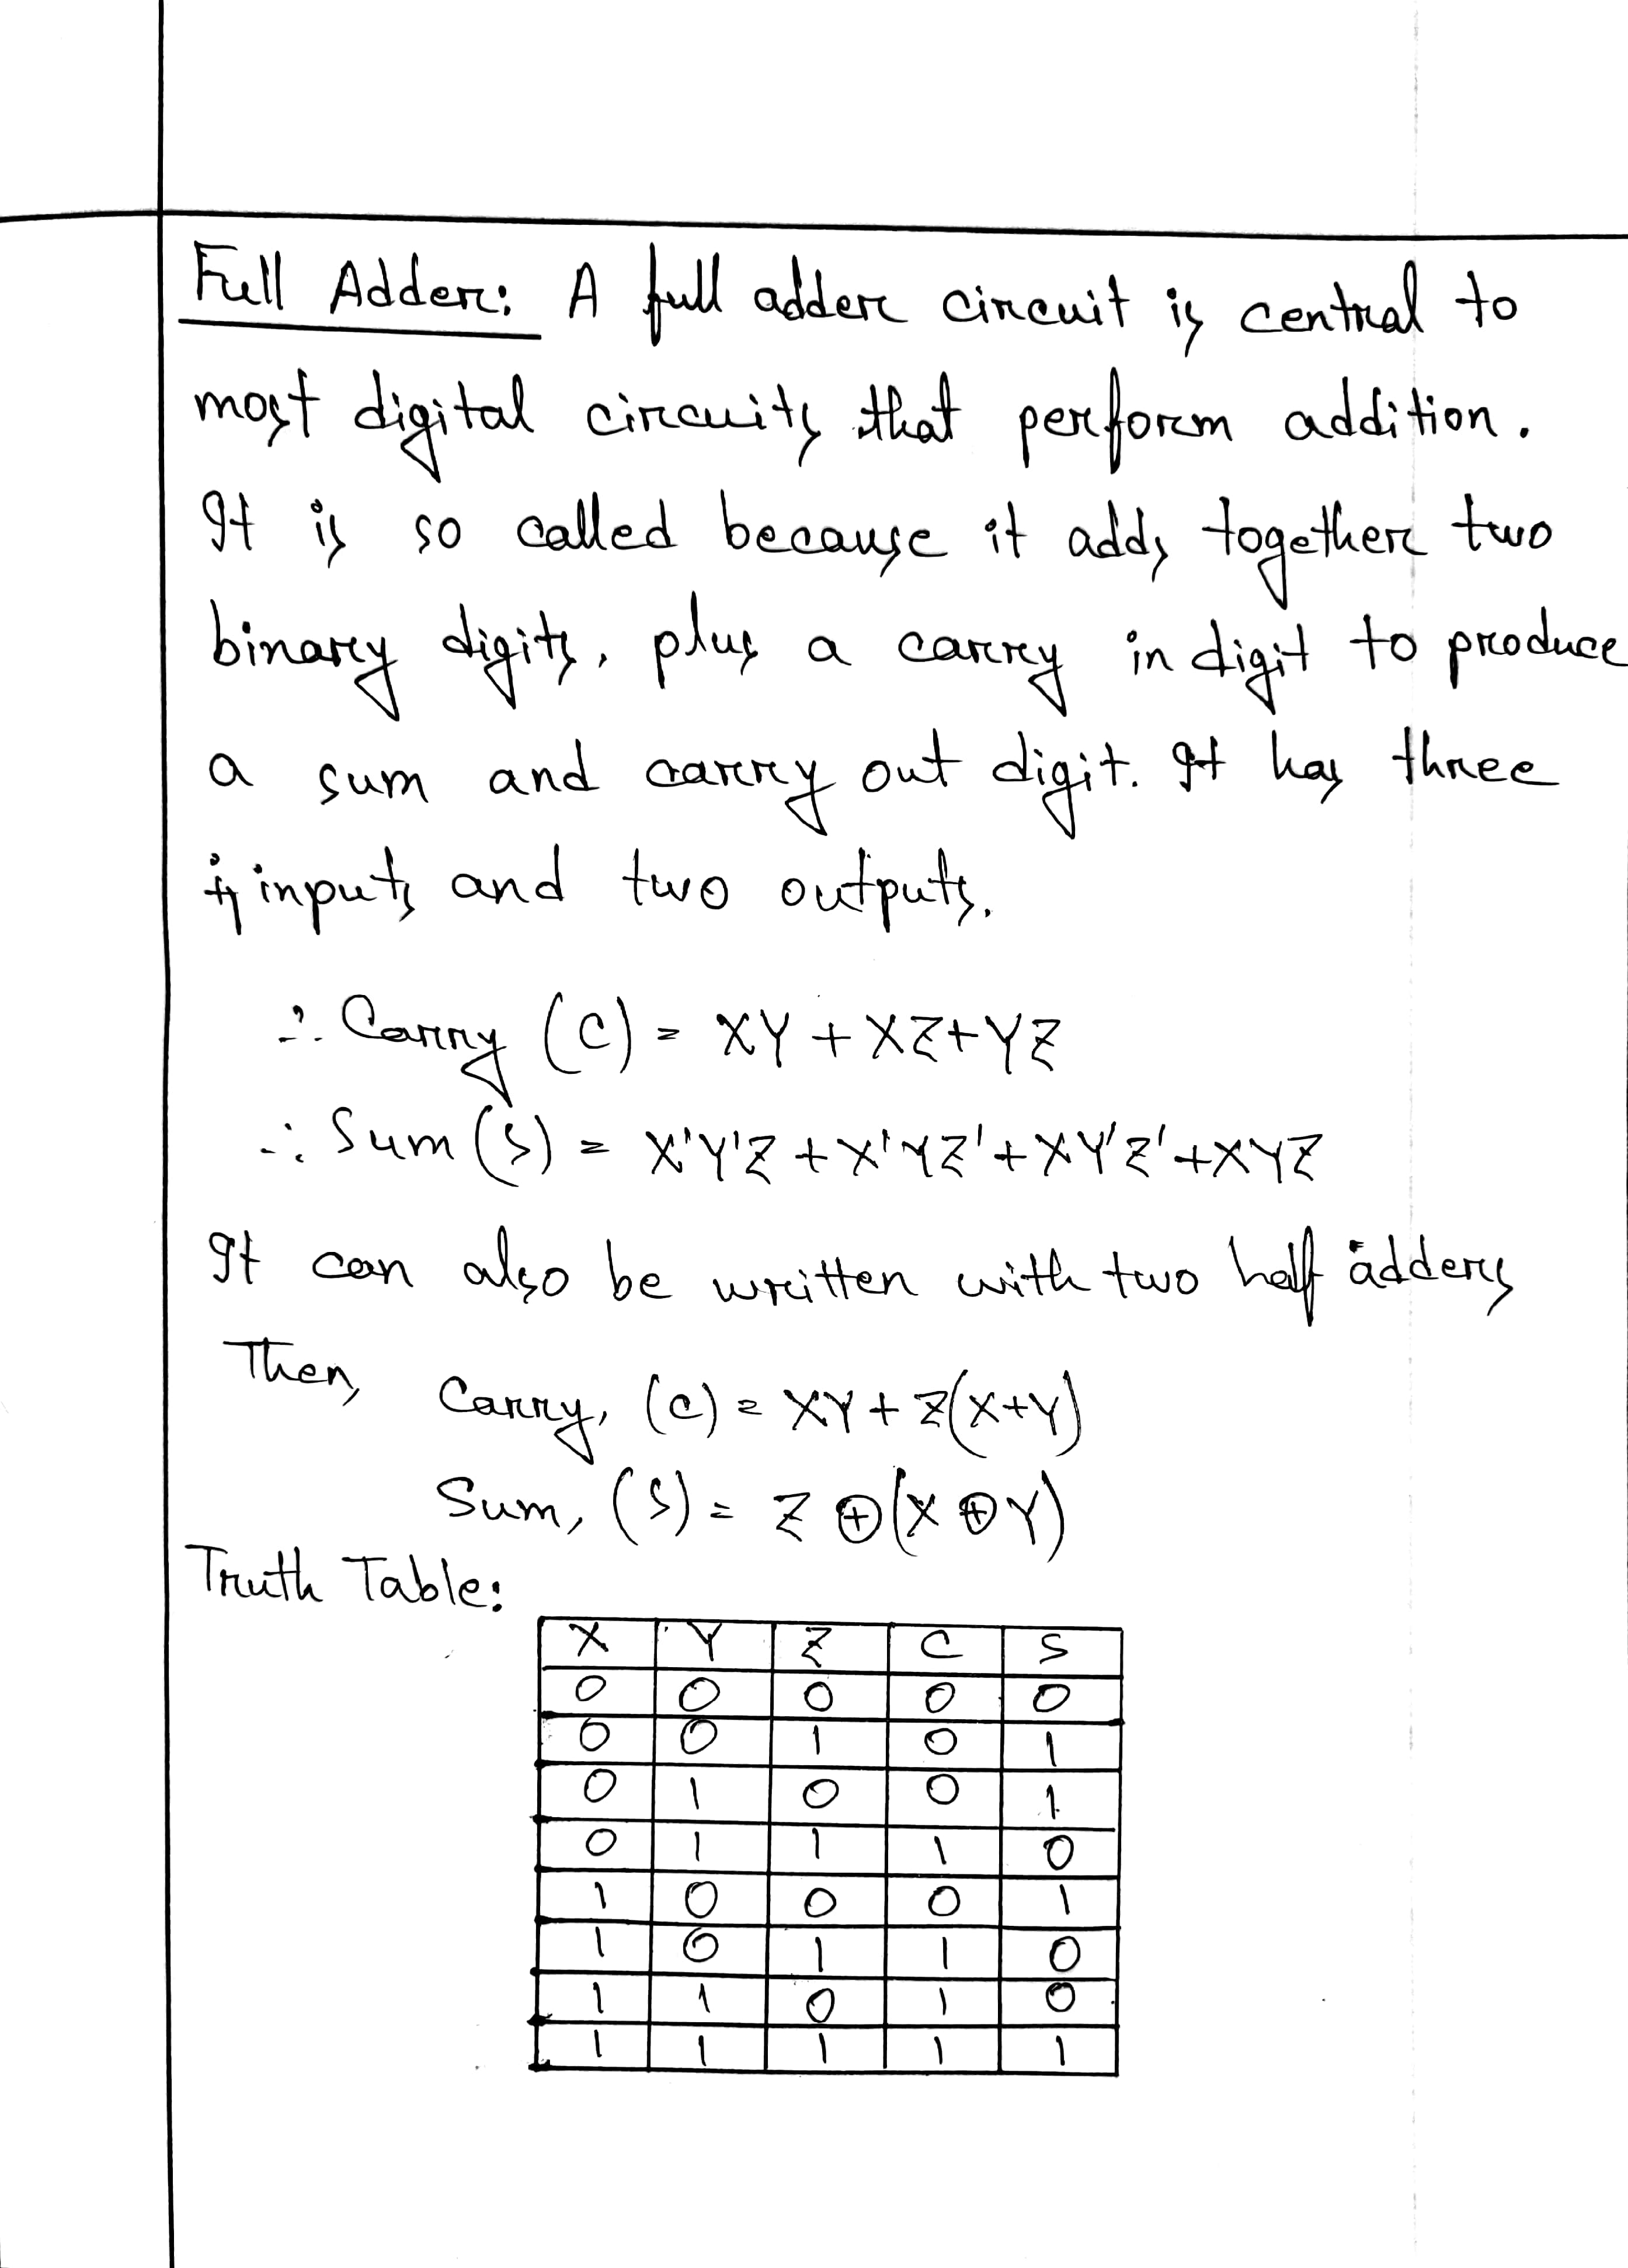 Full Adder: A full adder circuit is central to
most digital circuits that perform addition.
It is so called because it adds together two
binary digits, plus a carry in digit to produce
a sum and carry out digit. It has three
inputs and two outputs.
∴ Carry (C) = XY + XZ + YZ
∴ Sum (S) = X'Y'Z + X'YZ' + XY'Z' + XYZ
It can also be written with two half adders
Then, Carry, (C) = XY + Z(X+Y)
Sum, (S) = Z ⊕ (X ⊕ Y)
Truth Table:
X Y Z C S
0 0 0 0 0
0 0 1 0 1
0 1 0 0 1
0 1 1 1 0
1 0 0 0 1
1 0 1 1 0
1 1 0 1 0
1 1 1 1 1